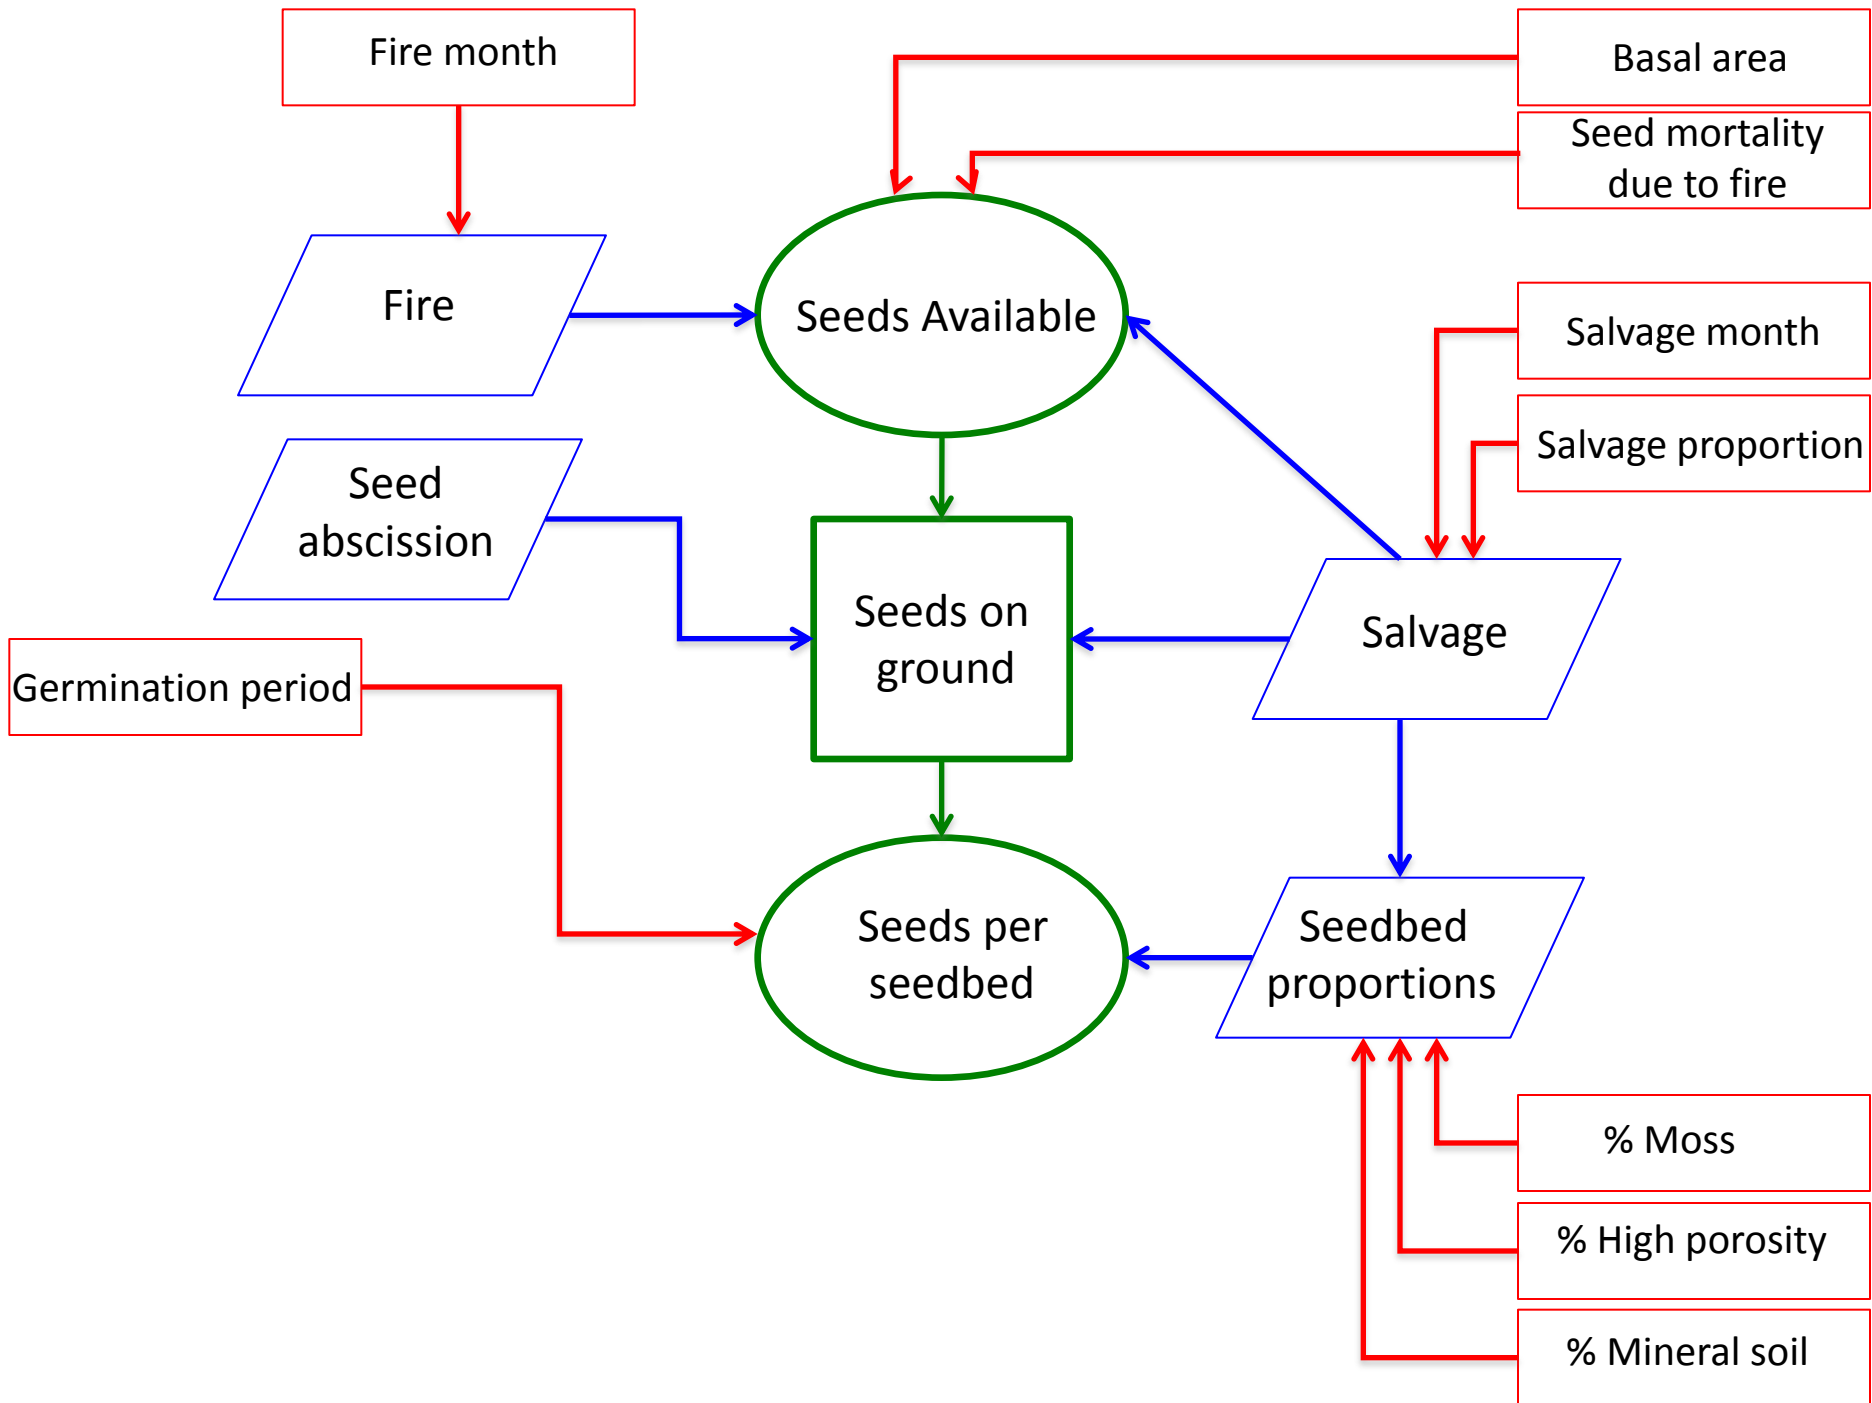 Fire month
Basal area
Seed mortality
due to fire
Fire
Seeds Available
Salvage month
Salvage proportion
Seed
abscission
Seeds on
ground
Salvage
Germination period
Seeds per
seedbed
Seedbed
proportions
% Moss
% High porosity
% Mineral soil